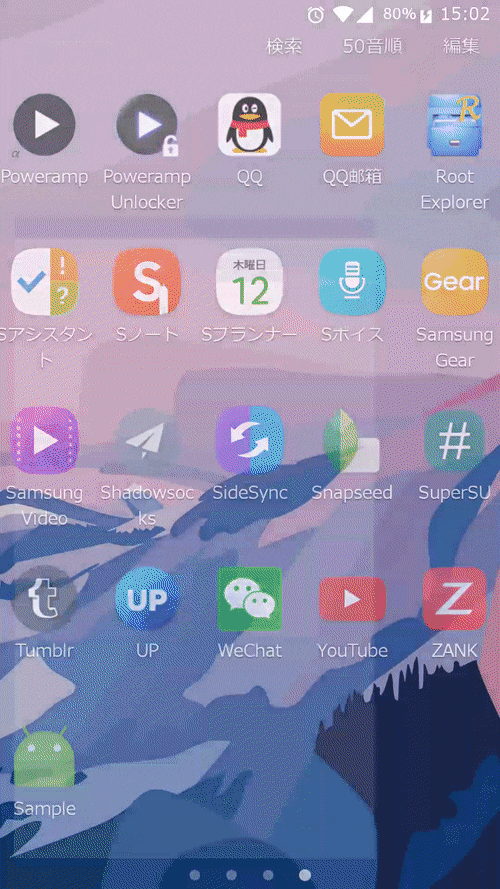 80% 15:02
検索 50音順 編集
Poweramp Poweramp Unlocker QQ QQ邮箱 Root Explorer
木曜日 12 Gear
Sアシスタント Sノート Sプランナー Sボイス Samsung Gear
Samsung Video Shadowsocks SideSync Snapseed SuperSU
UP
Tumblr UP WeChat YouTube ZANK
Sample